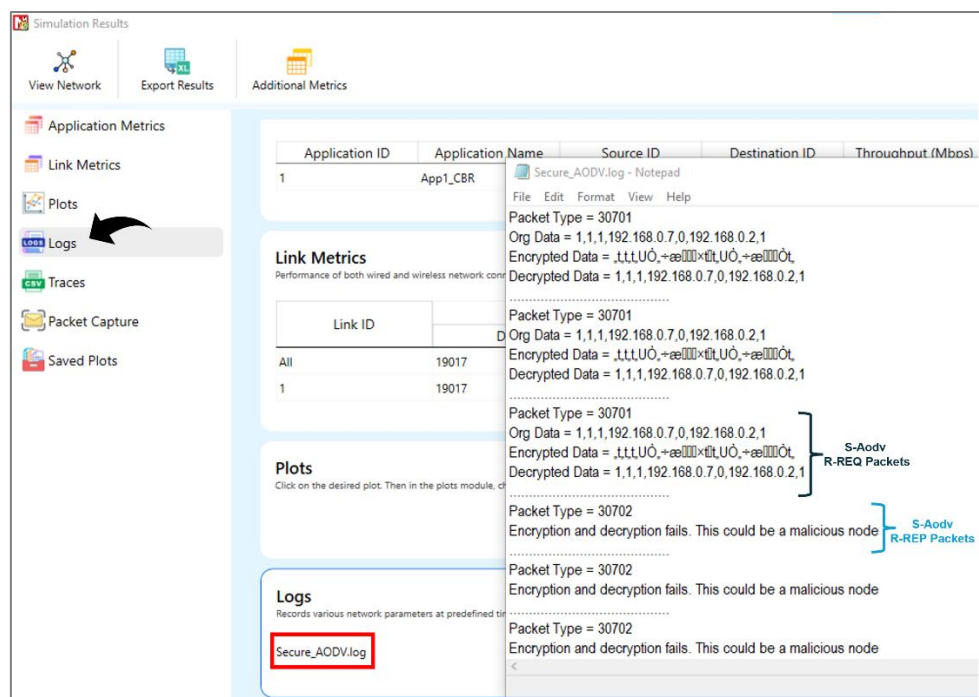 Simulation Results
View Network
Export Results
Additional Metrics
Application Metrics
Link Metrics
Plots
LOGS
Logs
CSV
Traces
Packet Capture
Saved Plots
Application ID Application Name Source ID Destination ID Throughput (Mbps)
1 App1_CBR
Link Metrics
Performance of both wired and wireless network
Link ID
All 19017
1 19017
Plots
Click on the desired plot. Then in the plots module,
Logs
Records various network parameters at predefined
Secure_AODV.log
Secure_AODV.log - Notepad
File Edit Format View Help
Packet Type = 30701
Org Data = 1,1,1,192.168.0.7,0,192.168.0.2,1
Encrypted Data =
Decrypted Data = 1,1,1,192.168.0.7,0,192.168.0.2,1
Packet Type = 30701
Org Data = 1,1,1,192.168.0.7,0,192.168.0.2,1
Encrypted Data =
Decrypted Data = 1,1,1,192.168.0.7,0,192.168.0.2,1
Packet Type = 30701
Org Data = 1,1,1,192.168.0.7,0,192.168.0.2,1
Encrypted Data =
Decrypted Data = 1,1,1,192.168.0.7,0,192.168.0.2,1
S-Aodv
R-REQ Packets
Packet Type = 30702
Encryption and decryption fails. This could be a malicious node
S-Aodv
R-REP Packets
Packet Type = 30702
Encryption and decryption fails. This could be a malicious node
Packet Type = 30702
Encryption and decryption fails. This could be a malicious node